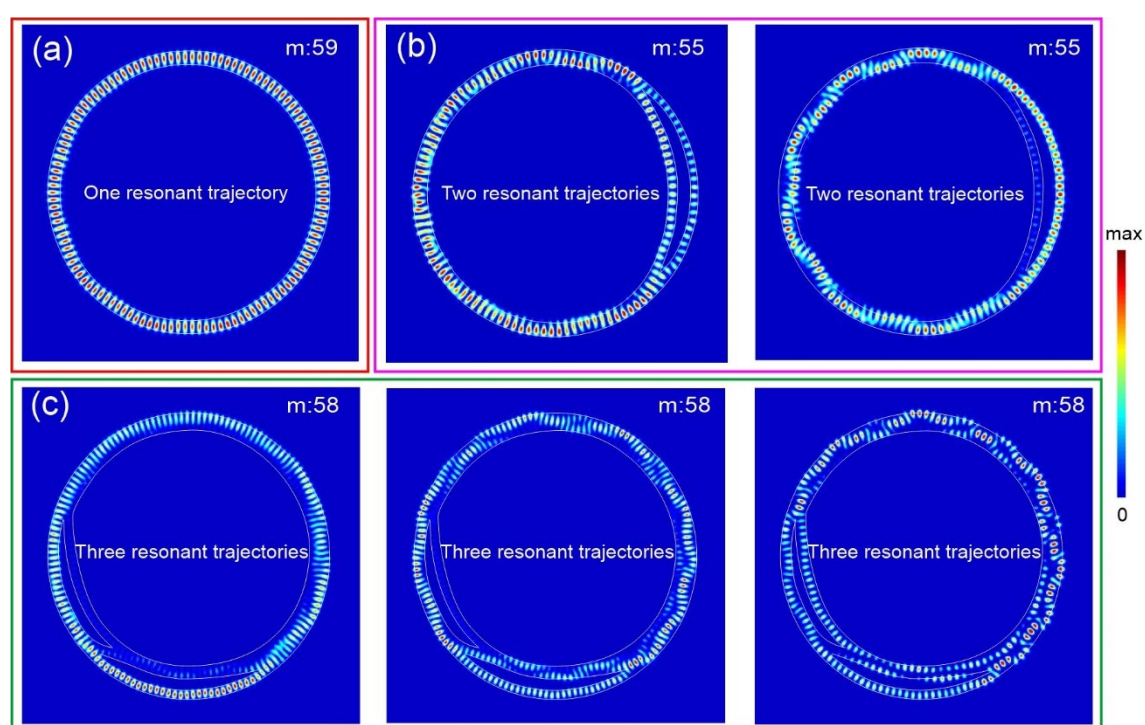 (a)
m:59
One resonant trajectory
(b)
m:55
Two resonant trajectories
m:55
Two resonant trajectories
max
0
(c)
m:58
Three resonant trajectories
m:58
Three resonant trajectories
m:58
Three resonant trajectories